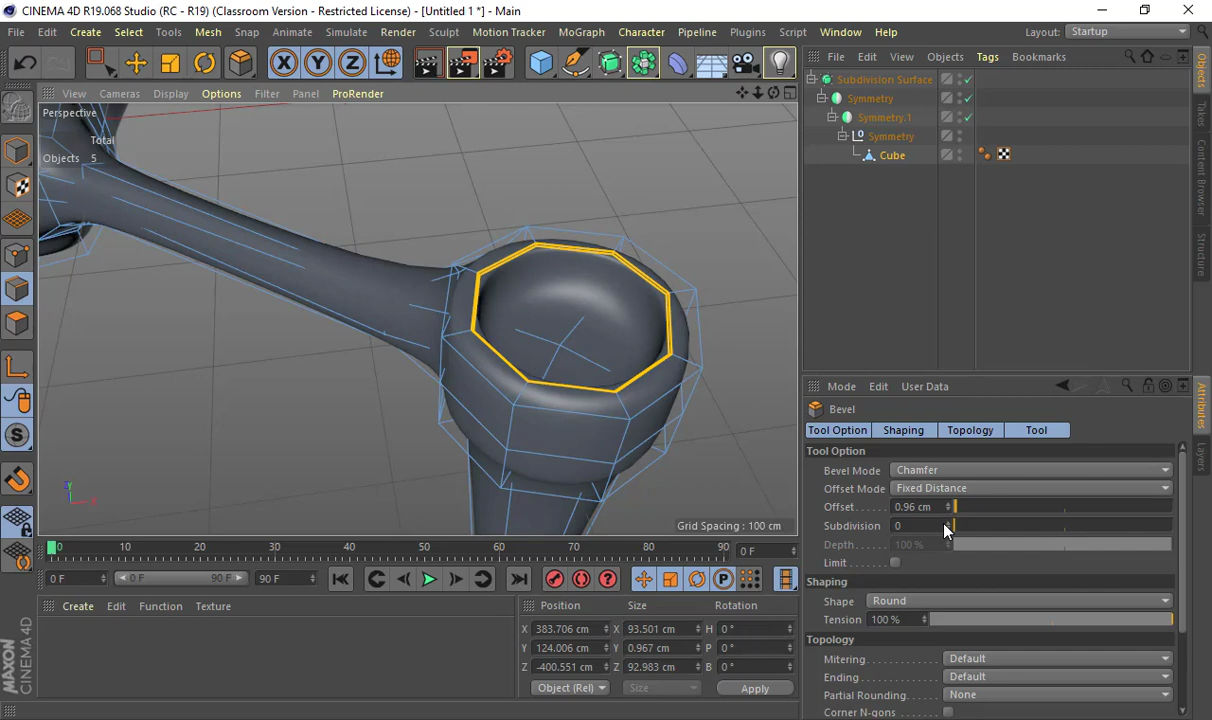 CINEMA 4D R19.068 Studio (RC - R19) (Classroom Version - Restricted License) - [Untitled 1 *] - Main
File Edit Create Select Tools Mesh Snap Animate Simulate Render Sculpt Motion Tracker MoGraph Character Pipeline Plugins Script Window Help Layout: Startup
X Y Z
File Edit View Objects Tags Bookmarks
View Cameras Display Options Filter Panel ProRender
Perspective
Total
Objects 5
Subdivision Surface
Symmetry
Symmetry.1
Symmetry
Cube
Objects
Takes
Content Browser
Structure
Mode Edit User Data
Bevel
Tool Option Shaping Topology Tool
Tool Option
Bevel Mode Chamfer
Offset Mode Fixed Distance
Offset..... 0.96 cm
Subdivision 0
Depth...... 100 %
Limit.......
Shaping
Shape Round
Tension 100 %
Topology
Mitering............ Default
Ending............. Default
Partial Rounding. None
Corner N-gons
Attributes
Layers
Grid Spacing : 100 cm
0 10 20 30 40 50 60 70 80 90 0 F
0 F 0 F 90 F 90 F
Create Edit Function Texture
Position Size Rotation
X 383.706 cm X 93.501 cm H 0 °
Y 124.006 cm Y 0.967 cm P 0 °
Z -400.551 cm Z 92.983 cm B 0 °
Object (Rel) Size Apply
MAXON
CINEMA 4D